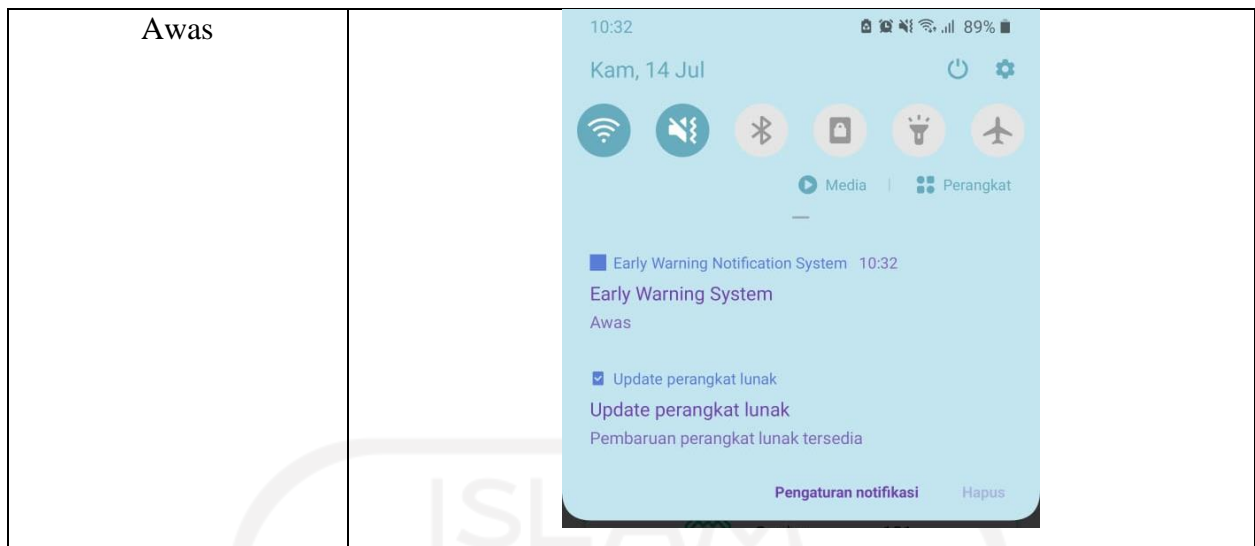 Awas
10:32 89%
Kam, 14 Jul
Media | Perangkat
Early Warning Notification System 10:32
Early Warning System
Awas
Update perangkat lunak
Update perangkat lunak
Pembaruan perangkat lunak tersedia
Pengaturan notifikasi Hapus
ISLAM